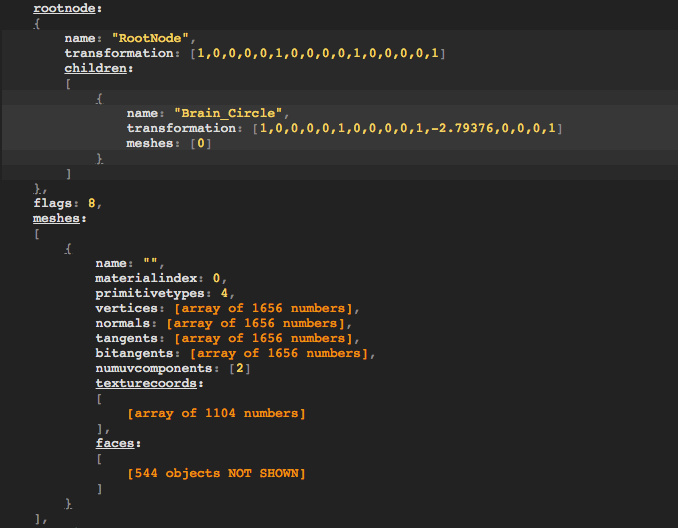 rootnode:
{
name: "RootNode",
transformation: [1,0,0,0,0,1,0,0,0,0,1,0,0,0,0,1]
children:
[
{
name: "Brain_Circle",
transformation: [1,0,0,0,0,1,0,0,0,0,1,-2.79376,0,0,0,1]
meshes: [0]
}
]
},
flags: 8,
meshes:
[
{
name: "",
materialindex: 0,
primitivetypes: 4,
vertices: [array of 1656 numbers],
normals: [array of 1656 numbers],
tangents: [array of 1656 numbers],
bitangents: [array of 1656 numbers],
numuvcomponents: [2]
texturecoords:
[
[array of 1104 numbers]
],
faces:
[
[544 objects NOT SHOWN]
]
}
],